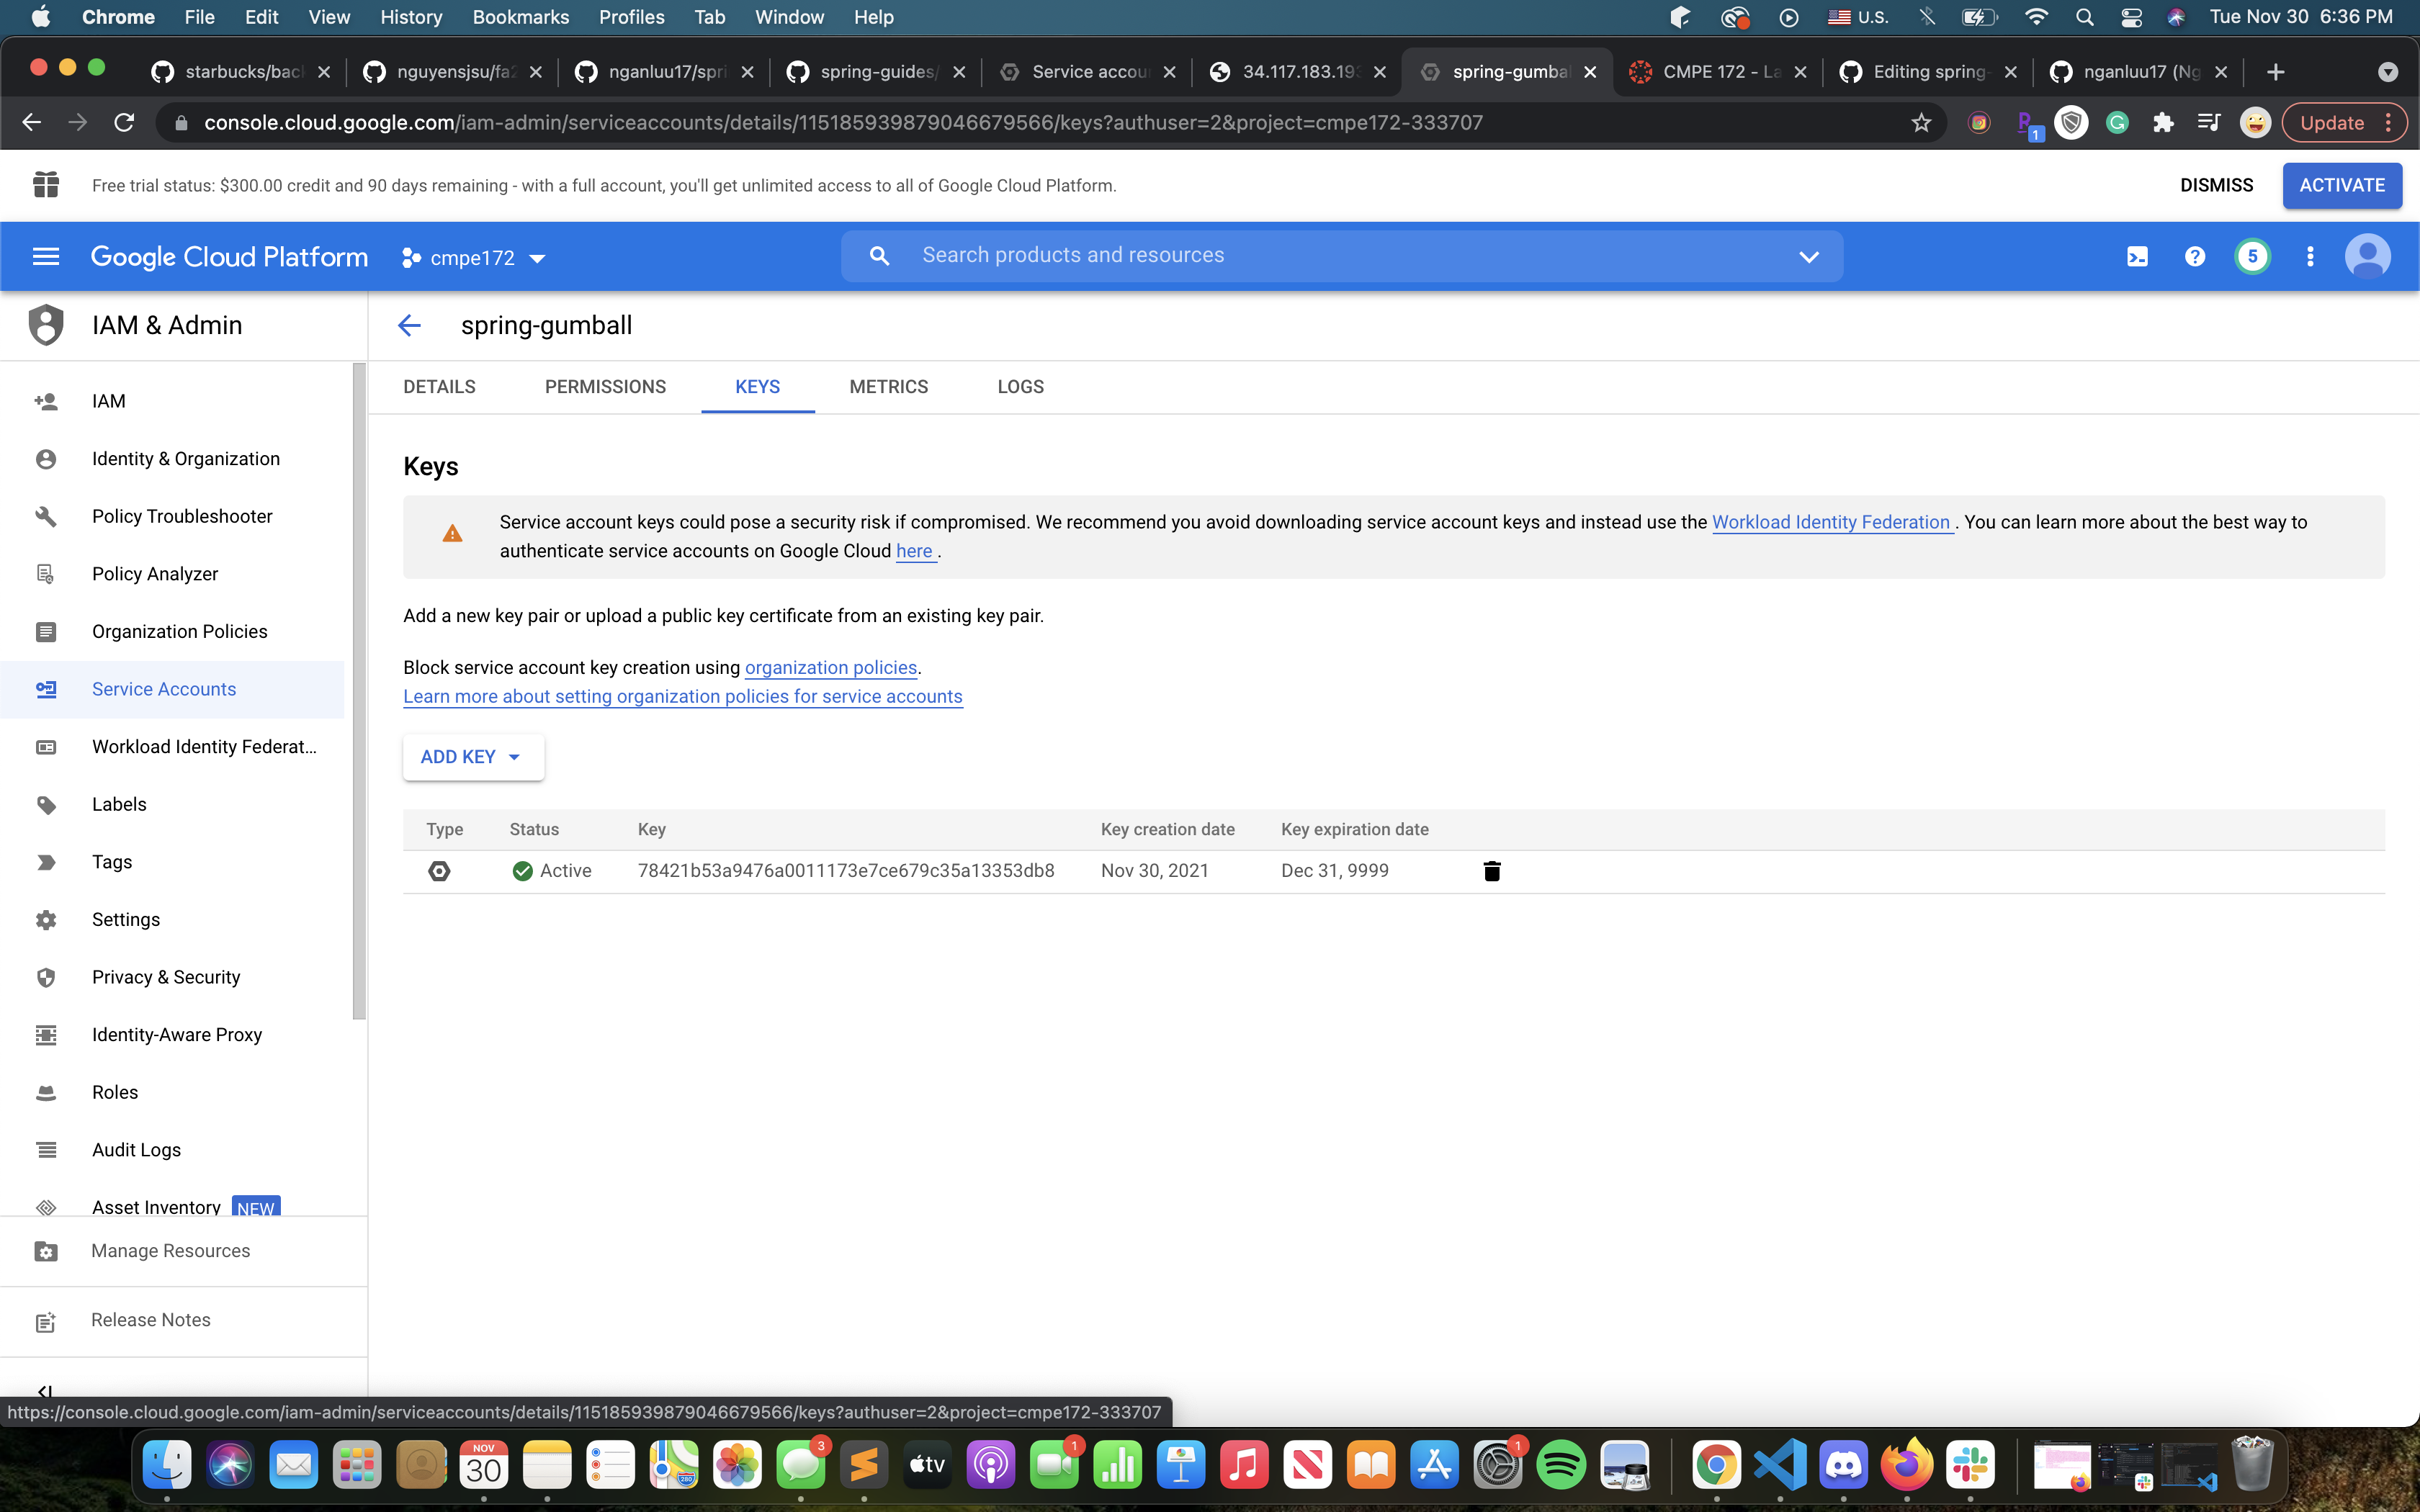 Chrome File Edit View History Bookmarks Profiles Tab Window Help U.S. Tue Nov 30 6:36 PM
starbucks/bac nguyensjsu/fa2 nganluu17/spri spring-guides/ Service accou 34.117.183.193 spring-gumbal CMPE 172 - La Editing spring- nganluu17 (Ng
console.cloud.google.com/iam-admin/serviceaccounts/details/115185939879046679566/keys?authuser=2&project=cmpe172-333707 1 Update
Free trial status: $300.00 credit and 90 days remaining - with a full account, you'll get unlimited access to all of Google Cloud Platform. DISMISS ACTIVATE
Google Cloud Platform cmpe172 Search products and resources 5
IAM & Admin
spring-gumball
DETAILS PERMISSIONS KEYS METRICS LOGS
IAM
Identity & Organization
Policy Troubleshooter
Policy Analyzer
Organization Policies
Service Accounts
Workload Identity Federat...
Labels
Tags
Settings
Privacy & Security
Identity-Aware Proxy
Roles
Audit Logs
Asset Inventory NEW
Manage Resources
Release Notes
Keys
Service account keys could pose a security risk if compromised. We recommend you avoid downloading service account keys and instead use the Workload Identity Federation . You can learn more about the best way to
authenticate service accounts on Google Cloud here .
Add a new key pair or upload a public key certificate from an existing key pair.
Block service account key creation using organization policies.
Learn more about setting organization policies for service accounts
ADD KEY
Type Status Key Key creation date Key expiration date
Active 78421b53a9476a0011173e7ce679c35a13353db8 Nov 30, 2021 Dec 31, 9999
https://console.cloud.google.com/iam-admin/serviceaccounts/details/115185939879046679566/keys?authuser=2&project=cmpe172-333707
NOV
30
3
tv
1
1
280